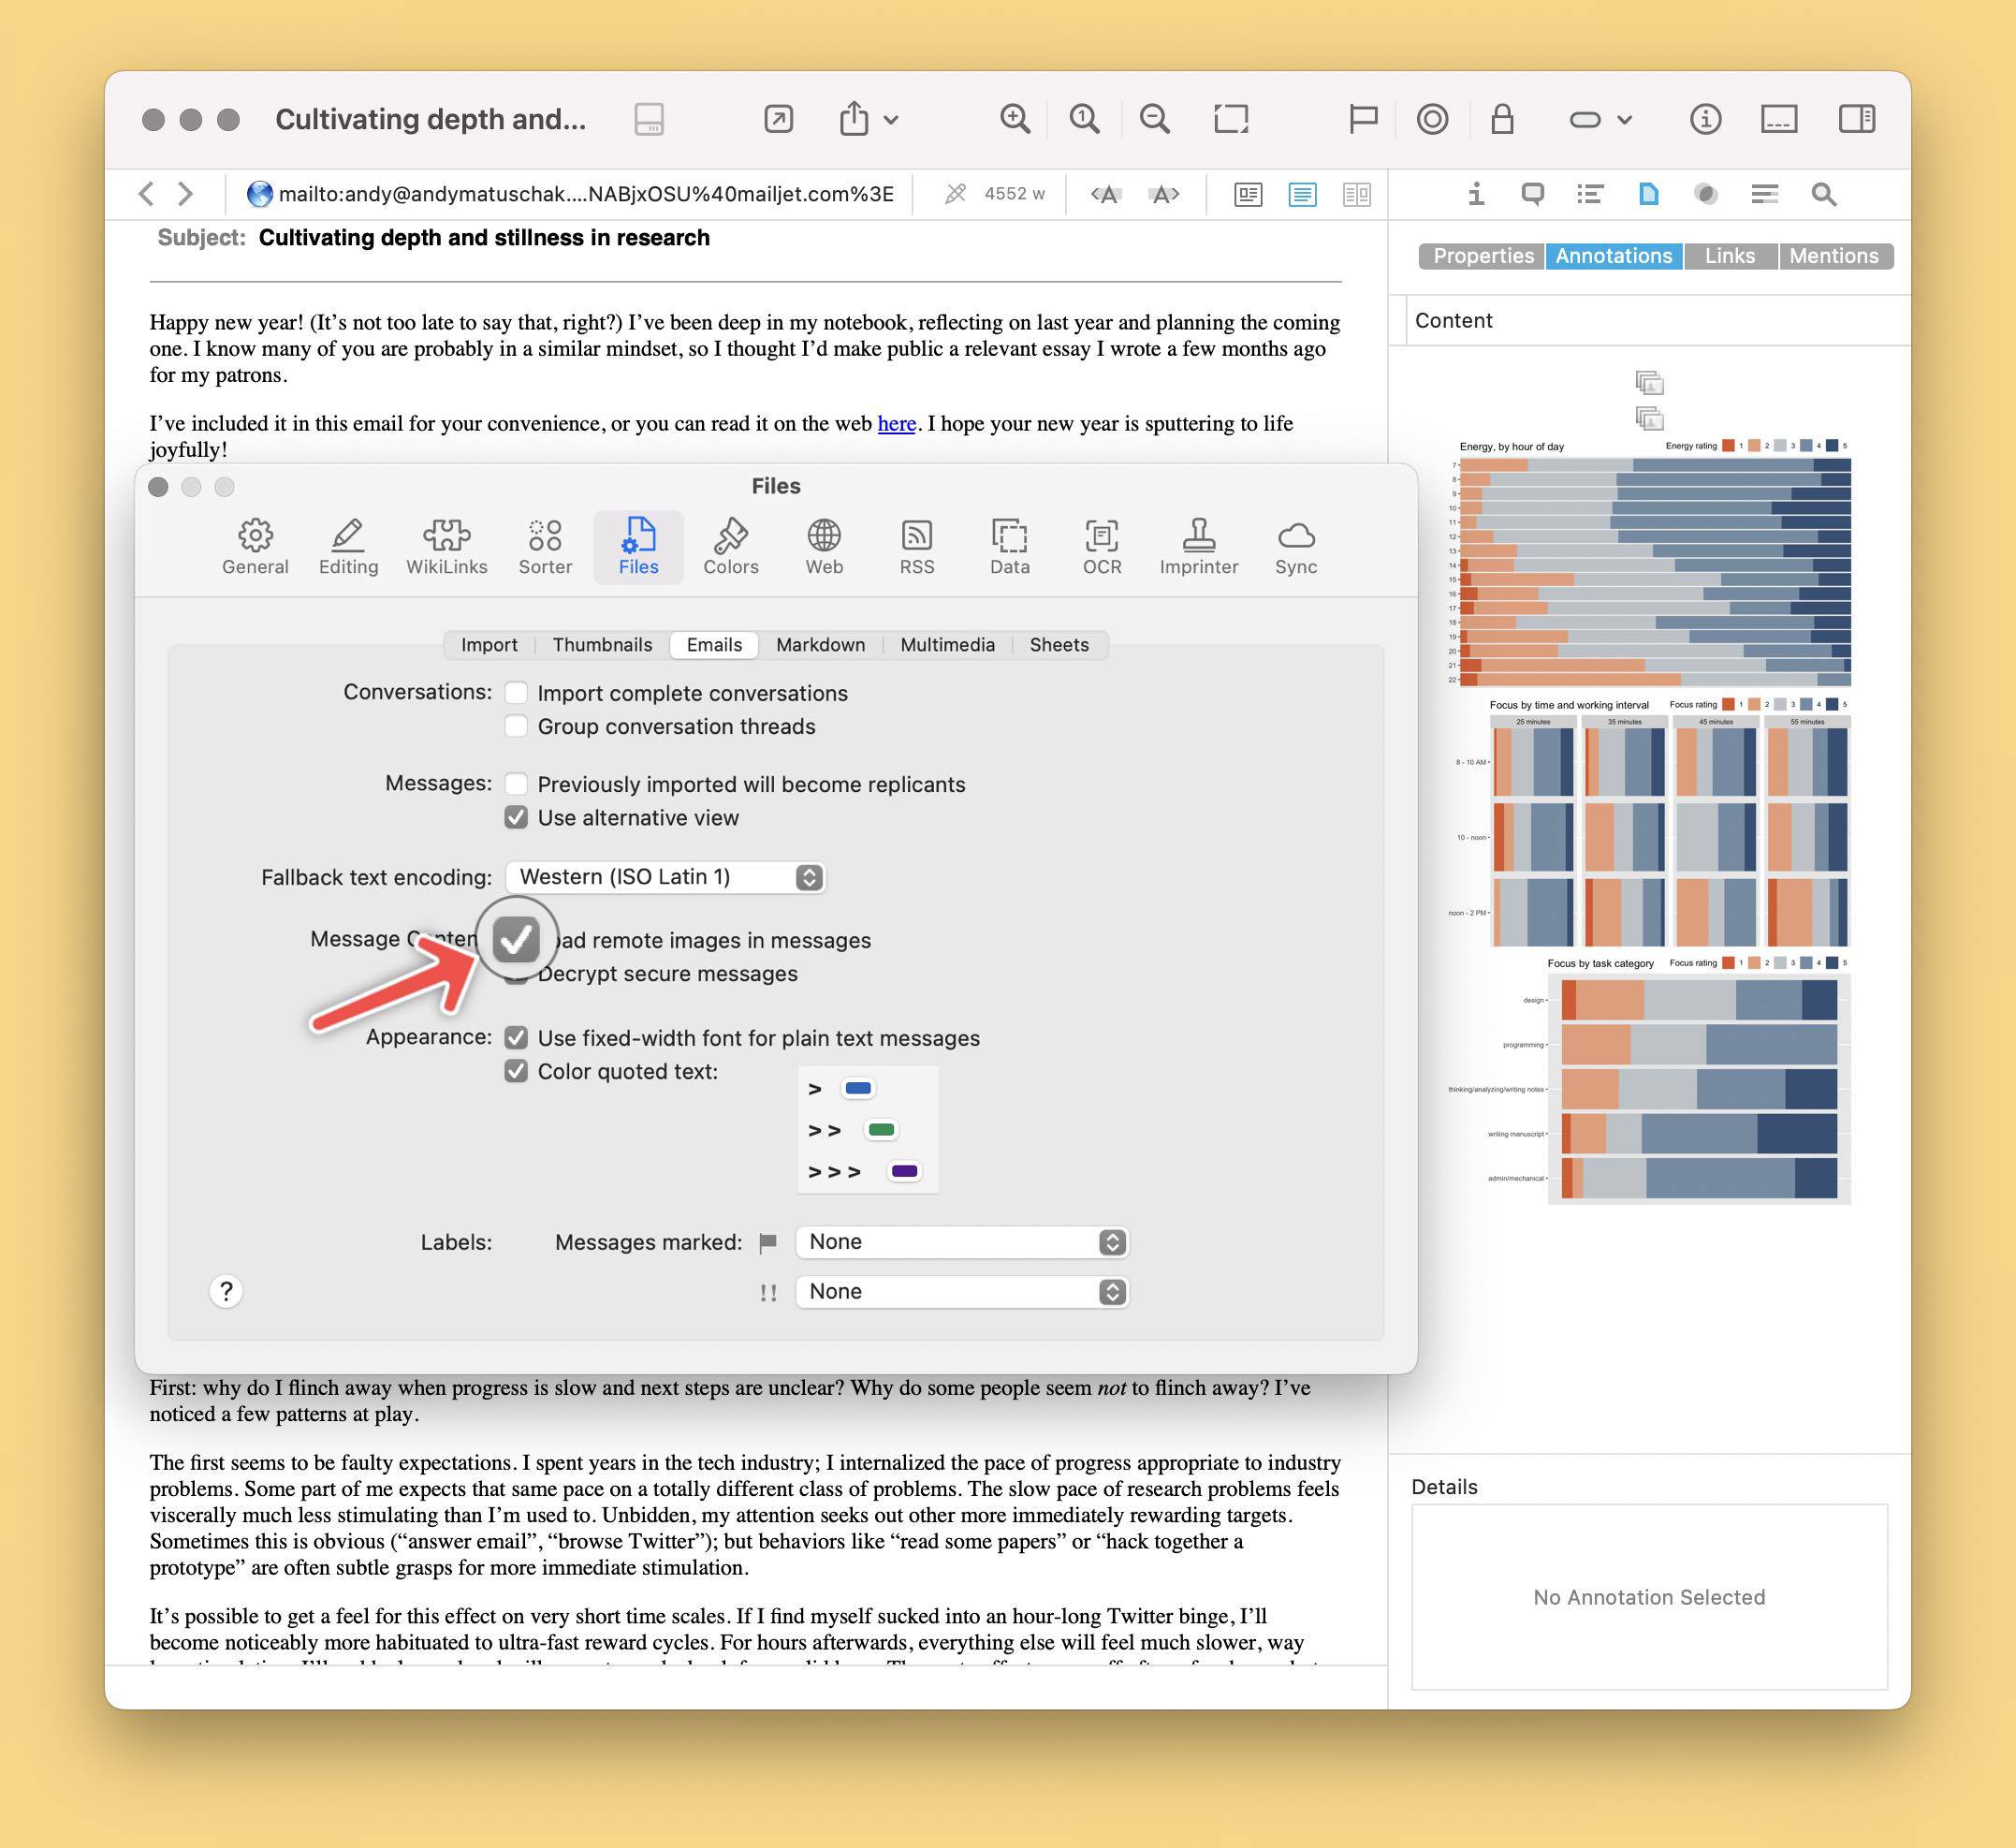 Cultivating depth and...
mailto:andy@andymatuschak....NABjxOSU%40mailjet.com%3E
4552 w
Subject: Cultivating depth and stillness in research
Happy new year! (It’s not too late to say that, right?) I’ve been deep in my notebook, reflecting on last year and planning the coming
one. I know many of you are probably in a similar mindset, so I thought I’d make public a relevant essay I wrote a few months ago
for my patrons.
I’ve included it in this email for your convenience, or you can read it on the web here. I hope your new year is sputtering to life
joyfully!
Files
General Editing WikiLinks Sorter Files Colors Web RSS Data OCR Imprinter Sync
Import Thumbnails Emails Markdown Multimedia Sheets
Conversations: Import complete conversations
Group conversation threads
Messages: Previously imported will become replicants
Use alternative view
Fallback text encoding: Western (ISO Latin 1)
Message remote images in messages
Decrypt secure messages
Appearance: Use fixed-width font for plain text messages
Color quoted text:
>
>>
>>>
Labels: Messages marked: None
!! None
?
First: why do I flinch away when progress is slow and next steps are unclear? Why do some people seem not to flinch away? I’ve
noticed a few patterns at play.
The first seems to be faulty expectations. I spent years in the tech industry; I internalized the pace of progress appropriate to industry
problems. Some part of me expects that same pace on a totally different class of problems. The slow pace of research problems feels
viscerally much less stimulating than I’m used to. Unbidden, my attention seeks out other more immediately rewarding targets.
Sometimes this is obvious (“answer email”, “browse Twitter”); but behaviors like “read some papers” or “hack together a
prototype” are often subtle grasps for more immediate stimulation.
It’s possible to get a feel for this effect on very short time scales. If I find myself sucked into an hour-long Twitter binge, I’ll
become noticeably more habituated to ultra-fast reward cycles. For hours afterwards, everything else will feel much slower, way
Properties Annotations Links Mentions
Content
Energy, by hour of day Energy rating 1 2 3 4 5
7
8
9
10
11
12
13
14
15
16
17
18
19
20
21
22
Focus by time and working interval Focus rating 1 2 3 4 5
25 minutes 35 minutes 45 minutes 55 minutes
8 - 10 AM
10 - noon
noon - 2 PM
Focus by task category Focus rating 1 2 3 4 5
design
programming
thinking/analyzing/writing notes
writing manuscript
admin/mechanical
Details
No Annotation Selected